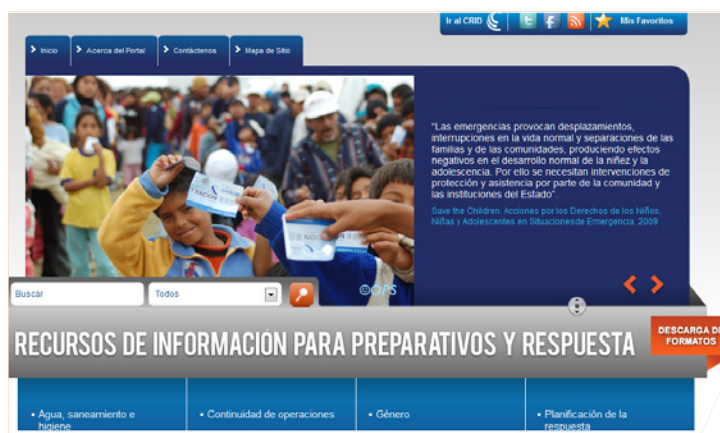 Ir al CRID
Mis Favoritos
Inicio
Acerca del Portal
Contáctenos
Mapa de Sitio
"Las emergencias provocan desplazamientos,
interrupciones en la vida normal y separaciones de las
familias y de las comunidades, produciendo efectos
negativos en el desarrollo normal de la niñez y la
adolescencia. Por ello se necesitan intervenciones de
protección y asistencia por parte de la comunidad y
las instituciones del Estado".
Save the Children. Acciones por los Derechos de los Niños,
Niñas y Adolescentes en Situacionesde Emergencia, 2009
©OPS
Buscar
Todos
RECURSOS DE INFORMACIÓN PARA PREPARATIVOS Y RESPUESTA
DESCARGA DE
FORMATOS
Agua, saneamiento e
higiene
Continuidad de operaciones
Género
Planificación de la
respuesta